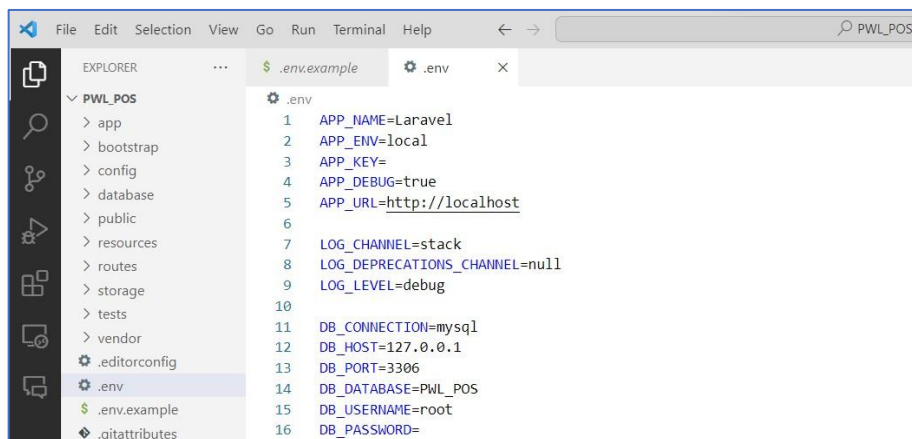 File Edit Selection View Go Run Terminal Help PWL_POS
EXPLORER ...
PWL_POS
app
bootstrap
config
database
public
resources
routes
storage
tests
vendor
.editorconfig
.env
$ .env.example
.gitattributes
$ .env.example .env
.env
1 APP_NAME=Laravel
2 APP_ENV=local
3 APP_KEY=
4 APP_DEBUG=true
5 APP_URL=http://localhost
6
7 LOG_CHANNEL=stack
8 LOG_DEPRECATIONS_CHANNEL=null
9 LOG_LEVEL=debug
10
11 DB_CONNECTION=mysql
12 DB_HOST=127.0.0.1
13 DB_PORT=3306
14 DB_DATABASE=PWL_POS
15 DB_USERNAME=root
16 DB_PASSWORD=